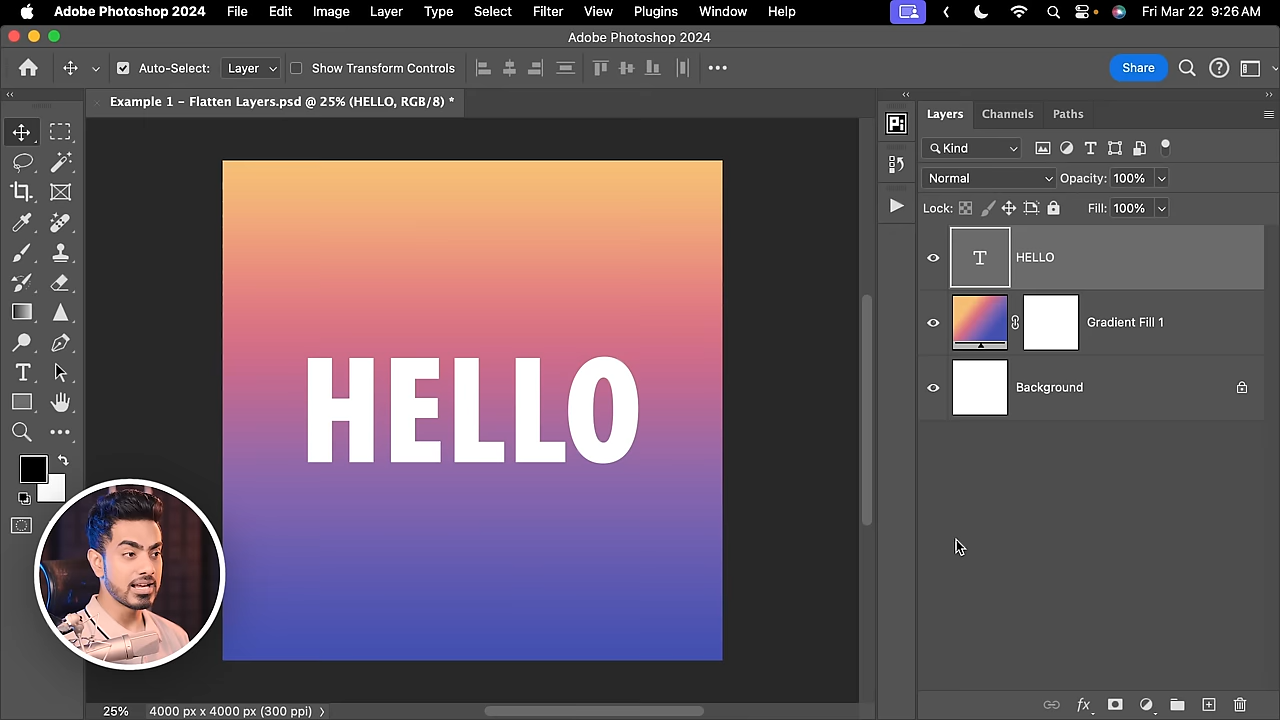 Adobe Photoshop 2024 File Edit Image Layer Type Select Filter View Plugins Window Help Fri Mar 22 9:26 AM
Adobe Photoshop 2024
Auto-Select: Layer Show Transform Controls Share
Example 1 - Flatten Layers.psd @ 25% (HELLO, RGB/8) *
Layers Channels Paths
Kind
Normal Opacity: 100%
Lock: Fill: 100%
T HELLO
Gradient Fill 1
Background
HELLO
25% 4000 px x 4000 px (300 ppi)